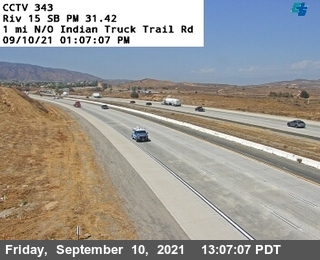 CCTV 343
Riv 15 SB PM 31.42
1 mi N/O Indian Truck Trail Rd
09/10/21 01:07:07 PM
Friday, September 10, 2021 13:07:07 PDT